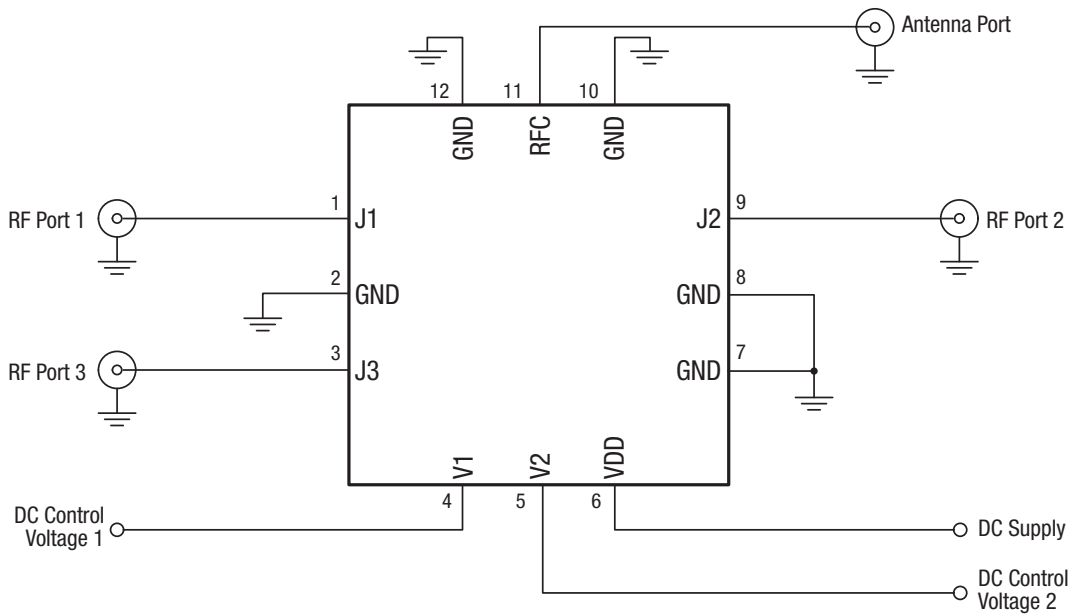 Antenna Port
12
11
10
GND
RFC
GND
RF Port 1
1
J1
J2
9
RF Port 2
2
GND
GND
8
RF Port 3
3
J3
GND
7
V1
V2
VDD
4
5
6
DC Control
Voltage 1
DC Supply
DC Control
Voltage 2